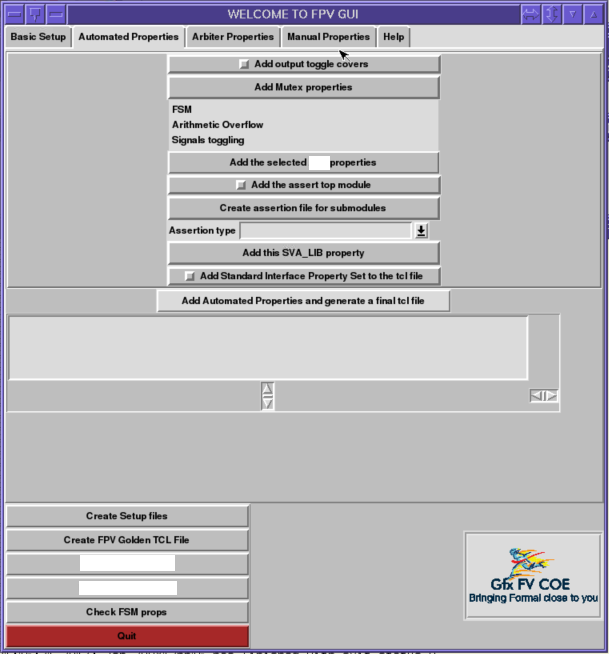 WELCOME TO FPV GUI
Basic Setup Automated Properties Arbiter Properties Manual Properties Help
Add output toggle covers
Add Mutex properties
FSM
Arithmetic Overflow
Signals toggling
Add the selected properties
Add the assert top module
Create assertion file for submodules
Assertion type
Add this SVA_LIB property
Add Standard Interface Property Set to the tcl file
Add Automated Properties and generate a final tcl file
Create Setup files
Create FPV Golden TCL File
Check FSM props
Quit
Gfx FV COE
Bringing Formal close to you